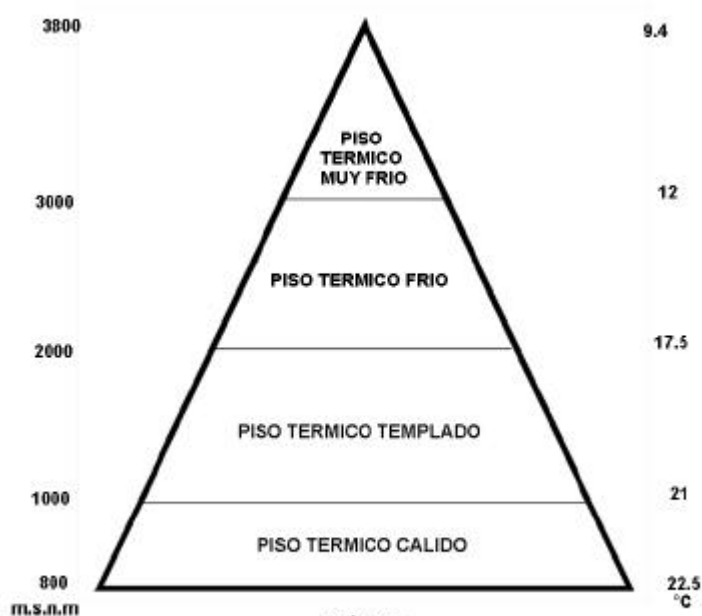 3800
9.4
PISO
TERMICO
MUY FRIO
3000
12
PISO TERMICO FRIO
2000
17.5
PISO TERMICO TEMPLADO
1000
21
PISO TERMICO CALIDO
800
22.5
m.s.n.m
°C